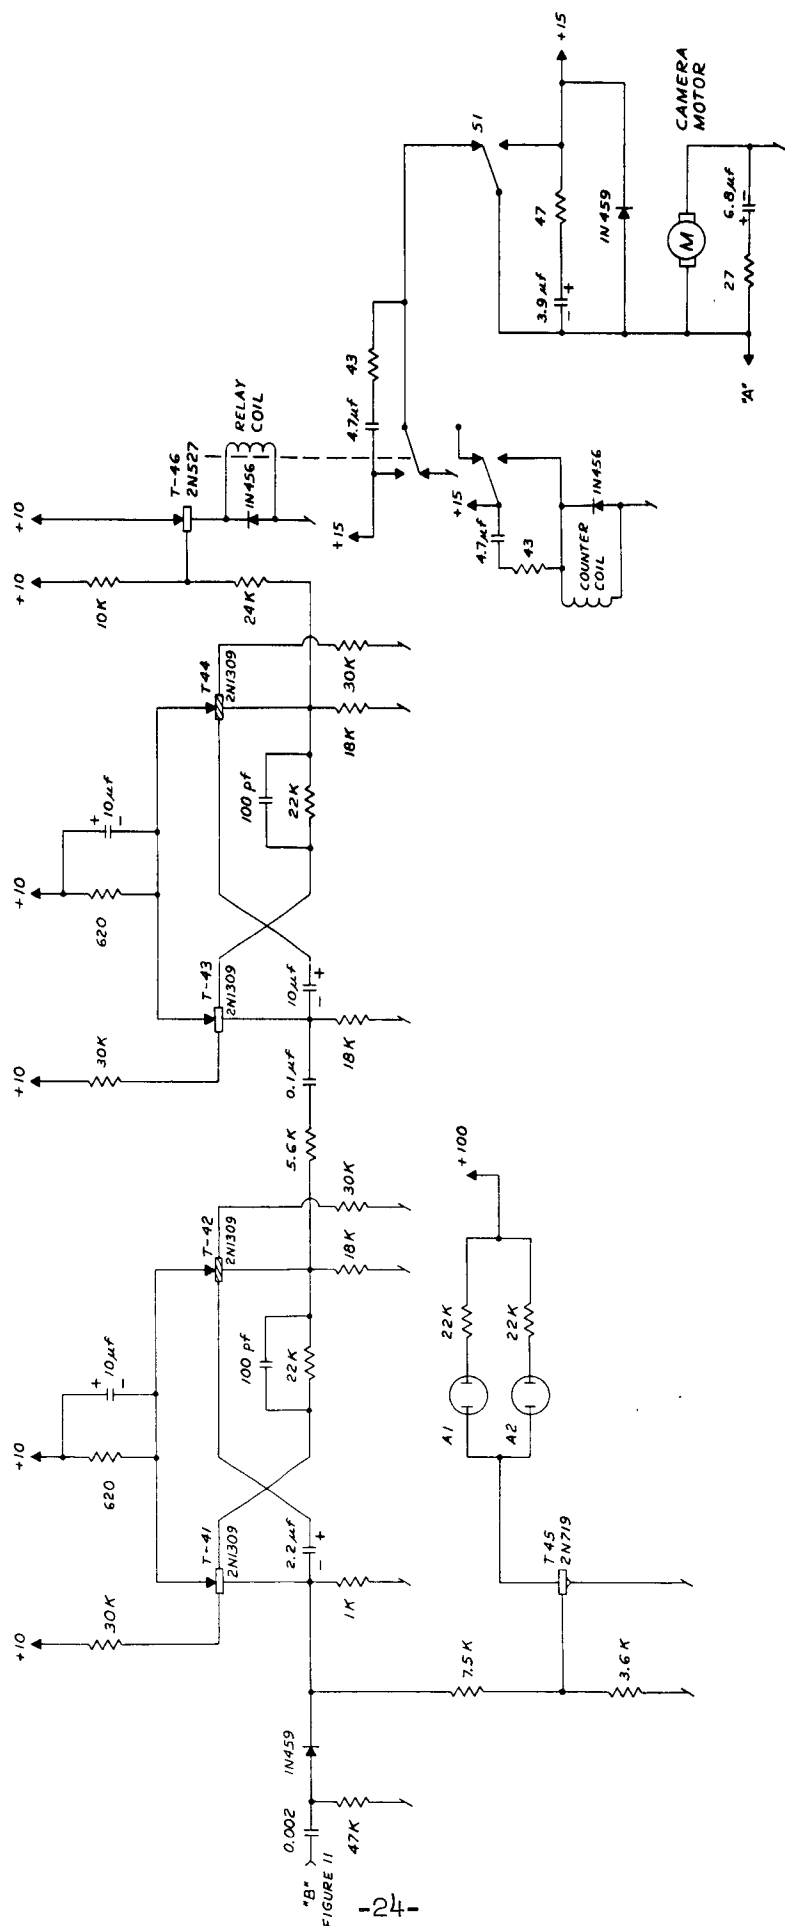 "B"
FIGURE 11
0.002
47K
1N459
+10
30K
T-41
2N1309
2.2µf
- +
1K
+10
620
+ 10µf -
100 pf
22K
T-42
2N1309
18K
30K
5.6K
0.1µf
+10
30K
T-43
2N1309
10µf
- +
18K
+10
620
+ 10µf -
100 pf
22K
T44
2N1309
18K
30K
+10
10K
24K
+10
T-46
2N527
1N456
RELAY
COIL
7.5K
3.6K
T45
2N719
A1
A2
22K
22K
+100
+15
4.7µf
43
+15
4.7µf
43
COUNTER
COIL
1N456
S1
3.9µf
- +
47
1N459
+15
"A"
27
6.8µf
+ -
M
CAMERA
MOTOR
-24-